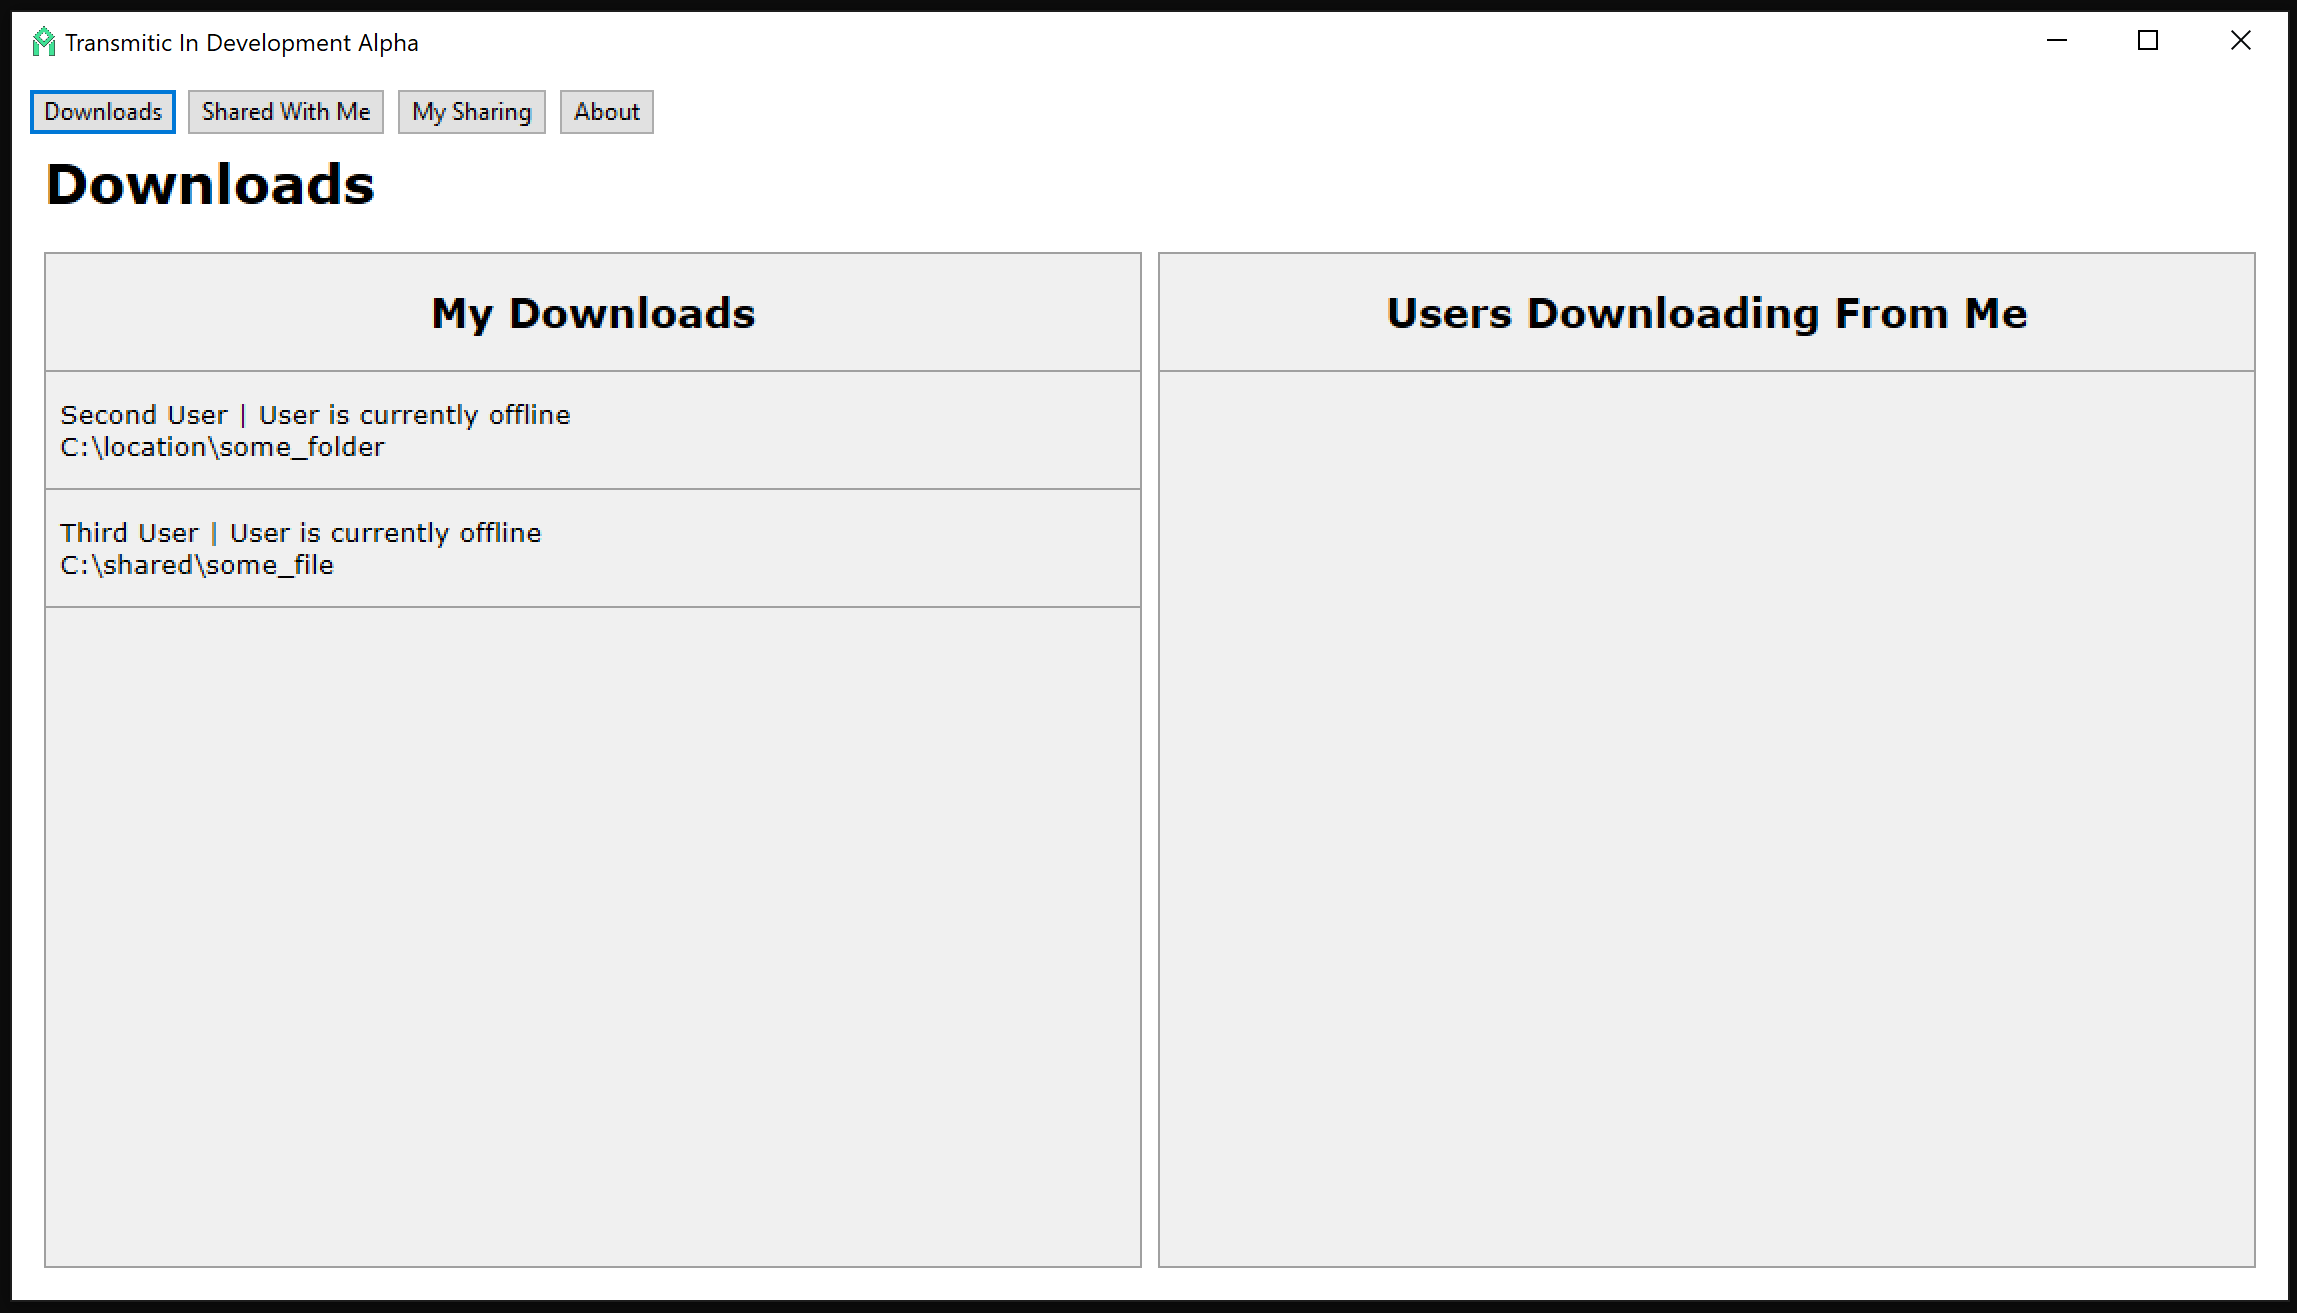 Transmitic In Development Alpha
Downloads
Shared With Me
My Sharing
About
Downloads
My Downloads
Second User | User is currently offline
C:\location\some_folder
Third User | User is currently offline
C:\shared\some_file
Users Downloading From Me